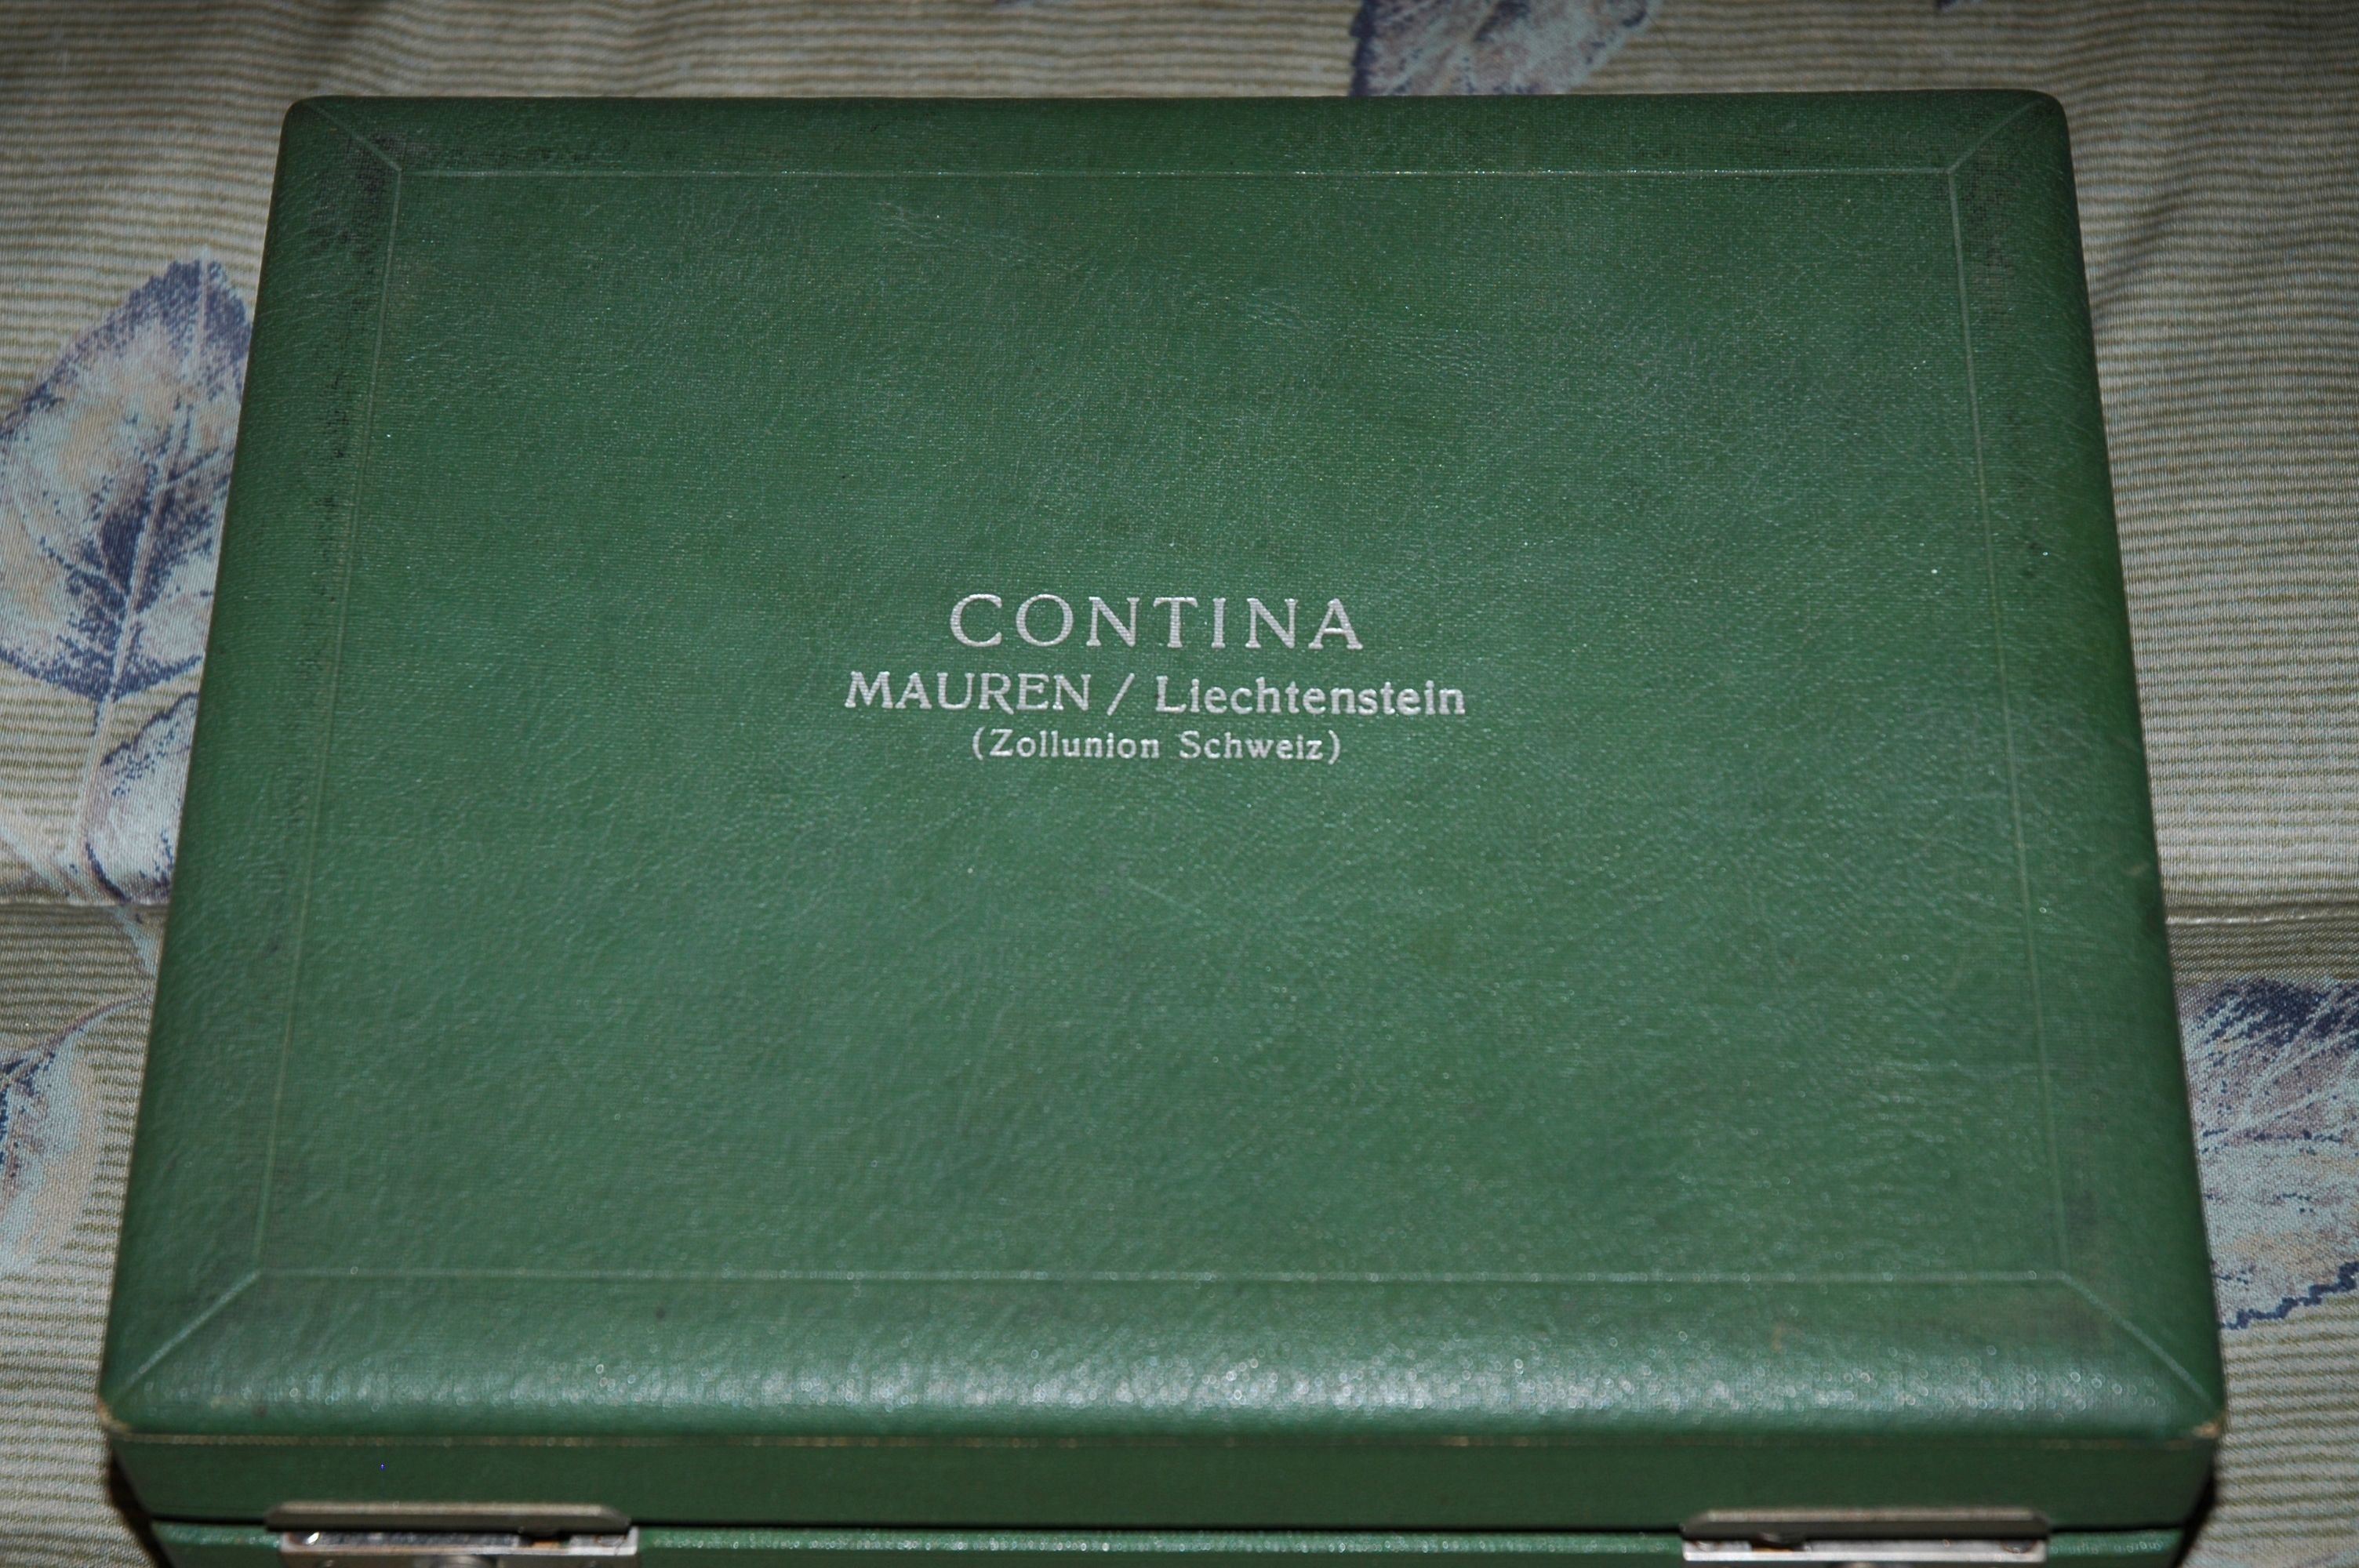 CONTINA
MAUREN / Liechtenstein
(Zollunion Schweiz)